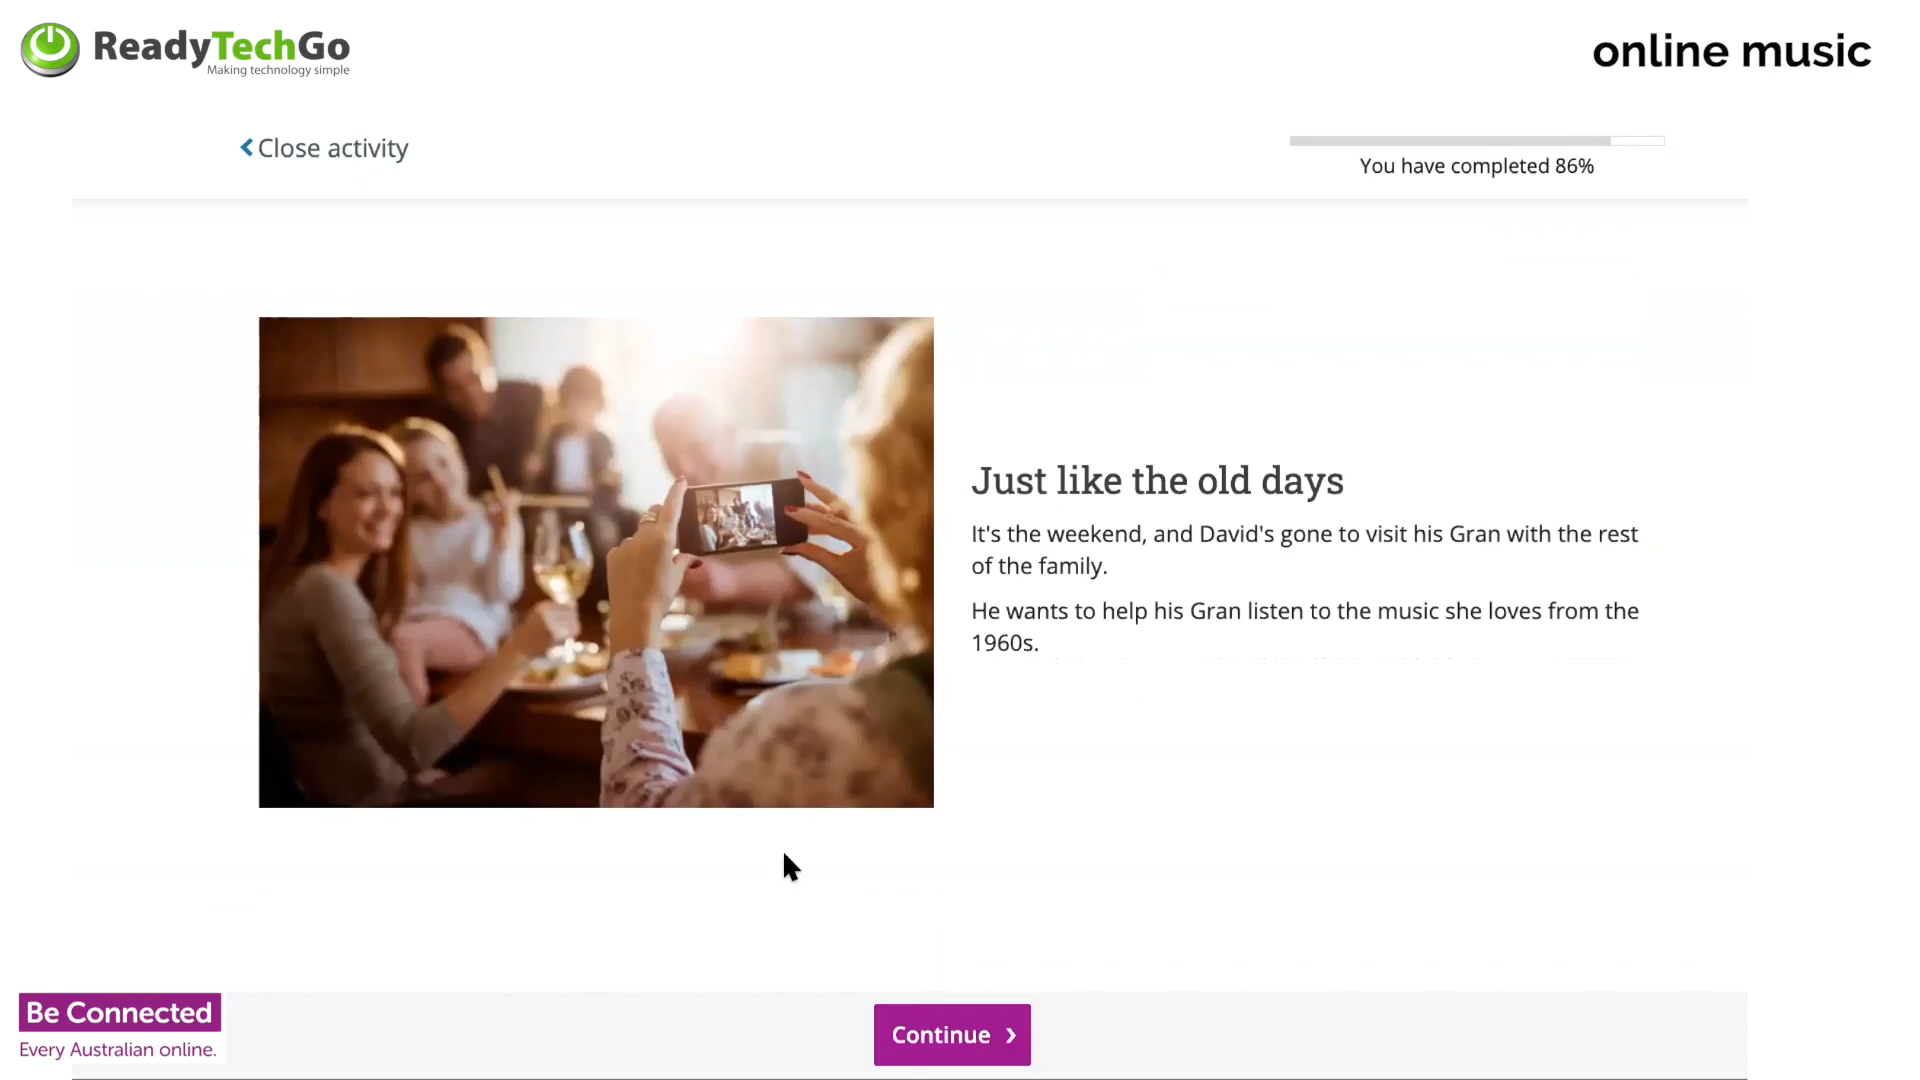 ReadyTechGo
Making technology simple
online music
Close activity
You have completed 86%
Just like the old days
It's the weekend, and David's gone to visit his Gran with the rest
of the family.
He wants to help his Gran listen to the music she loves from the
1960s.
Be Connected
Every Australian online.
Continue